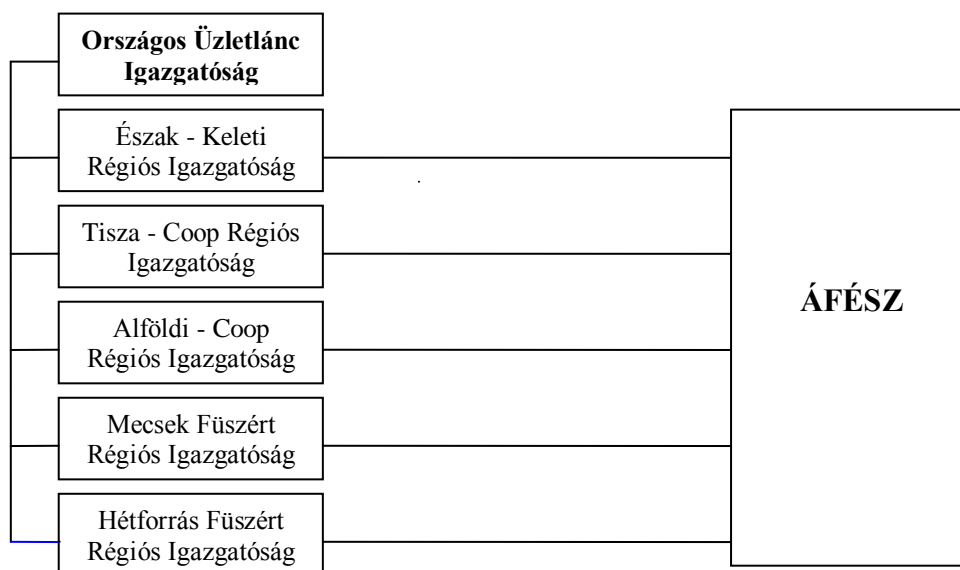 Országos Üzletlánc
Igazgatóság
Észak - Keleti
Régiós Igazgatóság
Tisza - Coop Régiós
Igazgatóság
Alföldi - Coop
Régiós Igazgatóság
Mecsek Füszért
Régiós Igazgatóság
Hétforrás Füszért
Régiós Igazgatóság
ÁFÉSZ